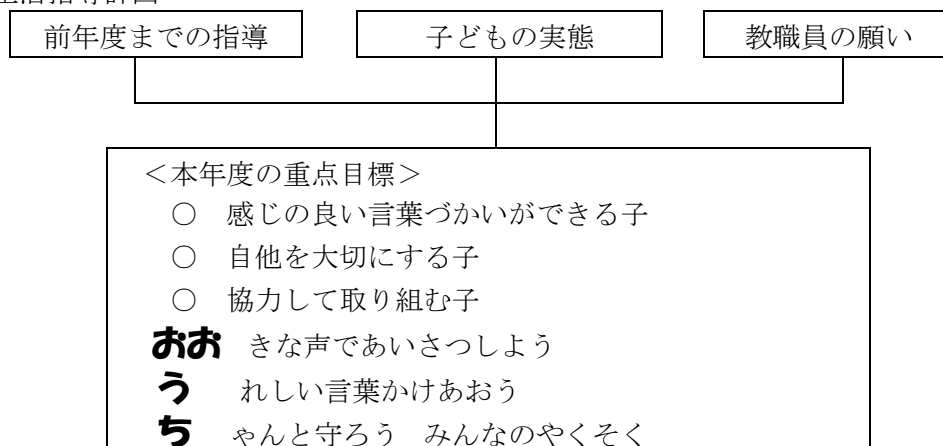 生活指導計画
前年度までの指導
子どもの実態
教職員の願い
<本年度の重点目標>
○ 感じの良い言葉づかいができる子
○ 自他を大切にする子
○ 協力して取り組む子
おお きな声であいさつしよう
う れしい言葉かけあおう
ち ゃんと守ろう みんなのやくそく